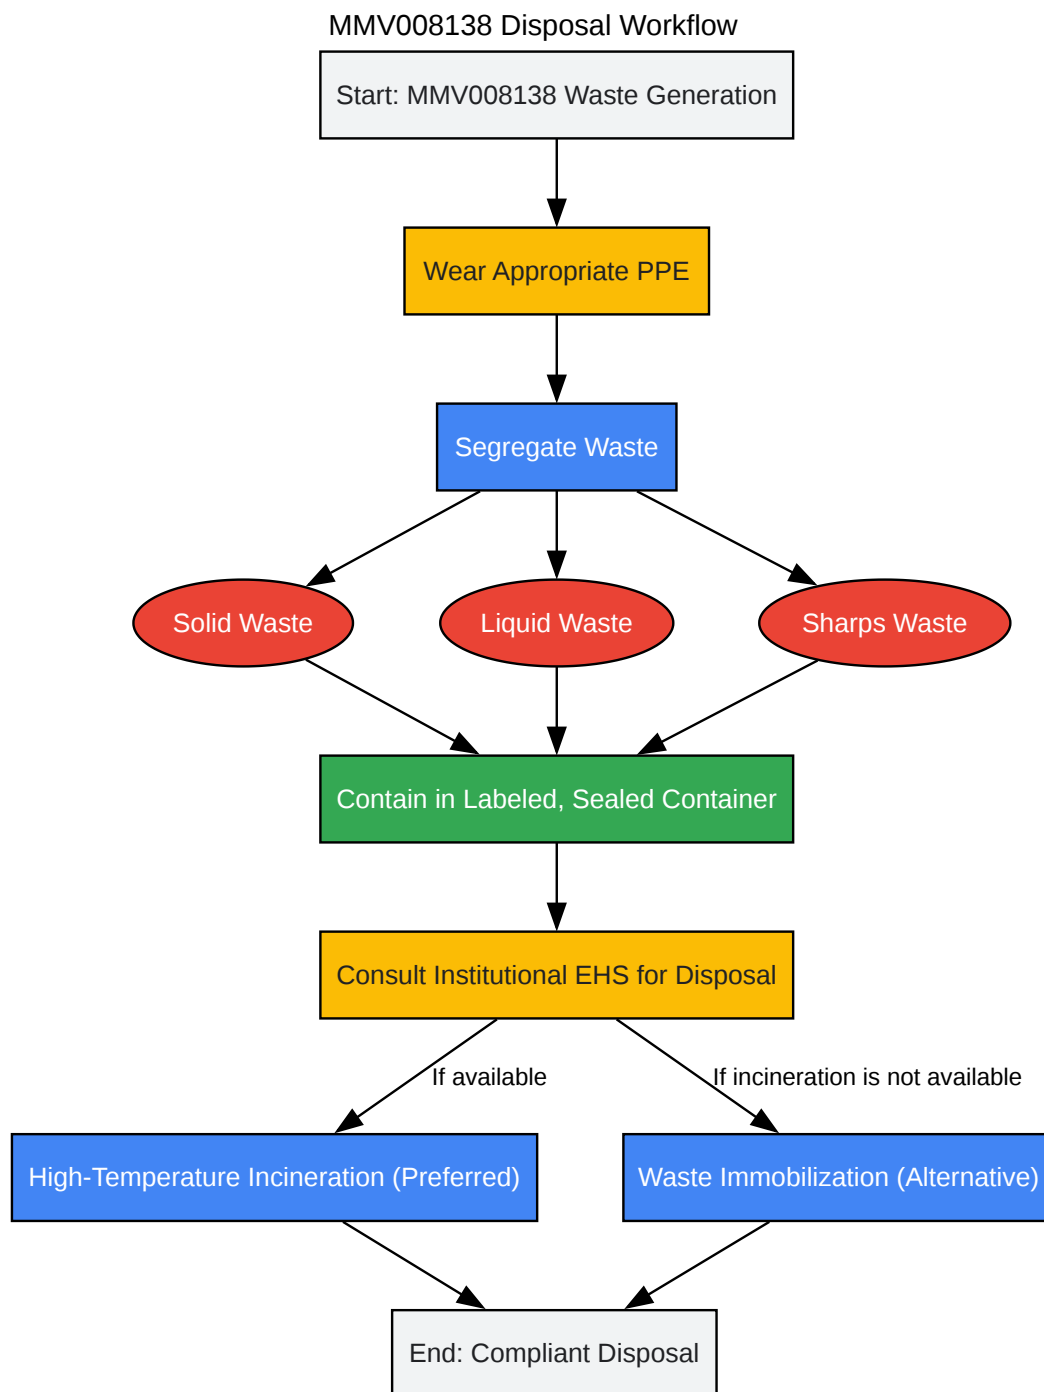 MMV008138 Disposal Workflow
Start: MMV008138 Waste Generation
Wear Appropriate PPE
Segregate Waste
Solid Waste
Liquid Waste
Sharps Waste
Contain in Labeled, Sealed Container
Consult Institutional EHS for Disposal
If available
If incineration is not available
High-Temperature Incineration (Preferred)
Waste Immobilization (Alternative)
End: Compliant Disposal